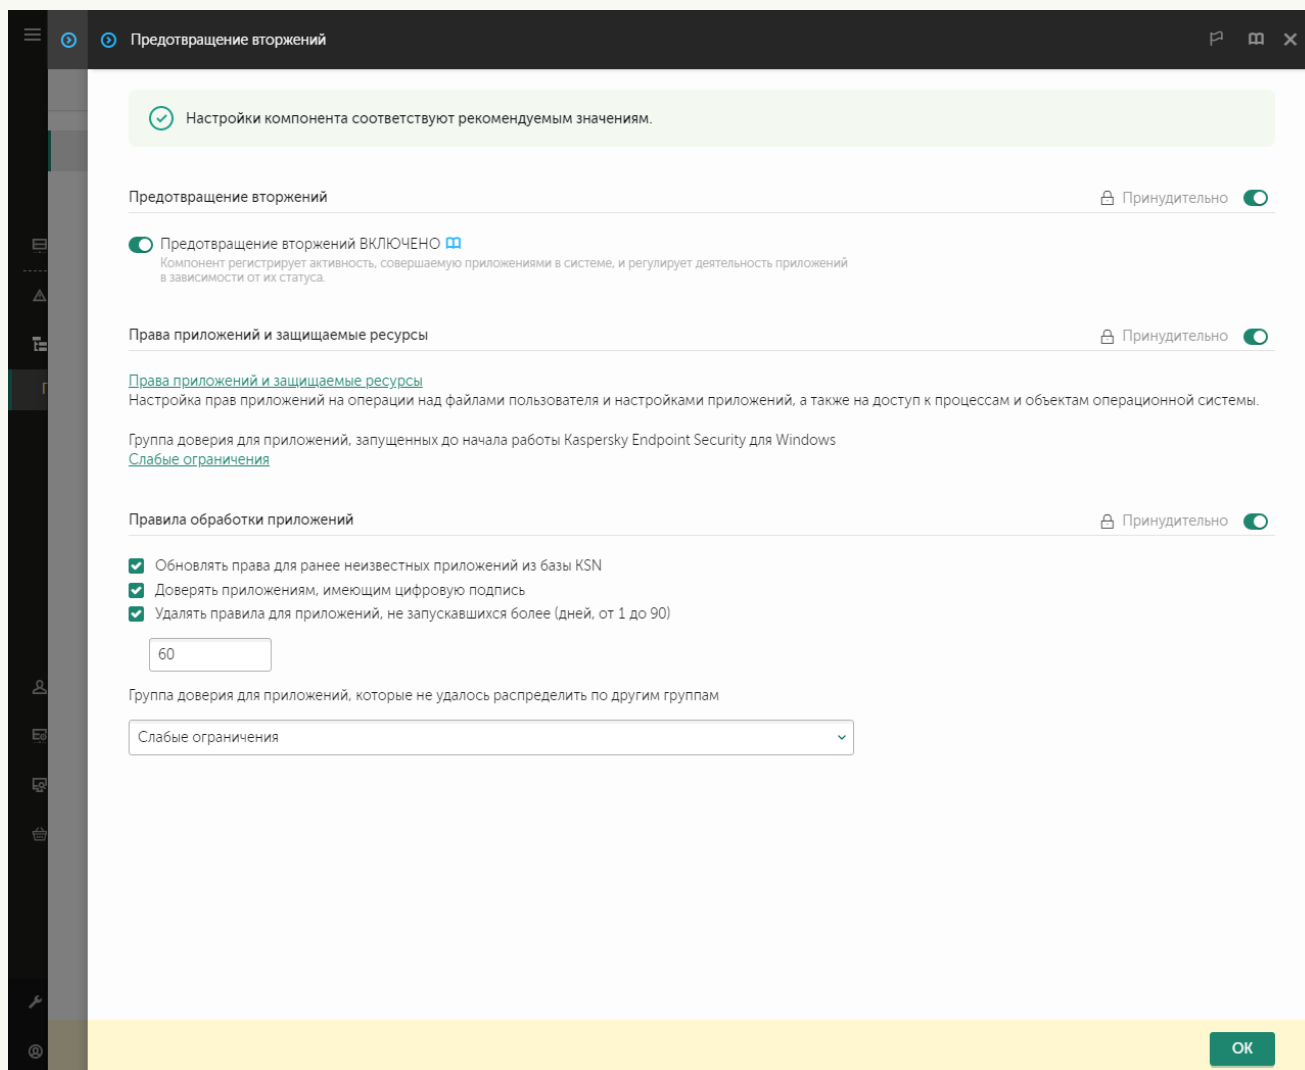 Предотвращение вторжений
Настройки компонента соответствуют рекомендуемым значениям.
Предотвращение вторжений
Принудительно
Предотвращение вторжений ВКЛЮЧЕНО
Компонент регистрирует активность, совершаемую приложениями в системе, и регулирует деятельность приложений
в зависимости от их статуса.
Права приложений и защищаемые ресурсы
Принудительно
Права приложений и защищаемые ресурсы
Настройка прав приложений на операции над файлами пользователя и настройками приложений, а также на доступ к процессам и объектам операционной системы.
Группа доверия для приложений, запущенных до начала работы Kaspersky Endpoint Security для Windows
Слабые ограничения
Правила обработки приложений
Принудительно
Обновлять права для ранее неизвестных приложений из базы KSN
Доверять приложениям, имеющим цифровую подпись
Удалять правила для приложений, не запускавшихся более (дней, от 1 до 90)
60
Группа доверия для приложений, которые не удалось распределить по другим группам
Слабые ограничения
OK